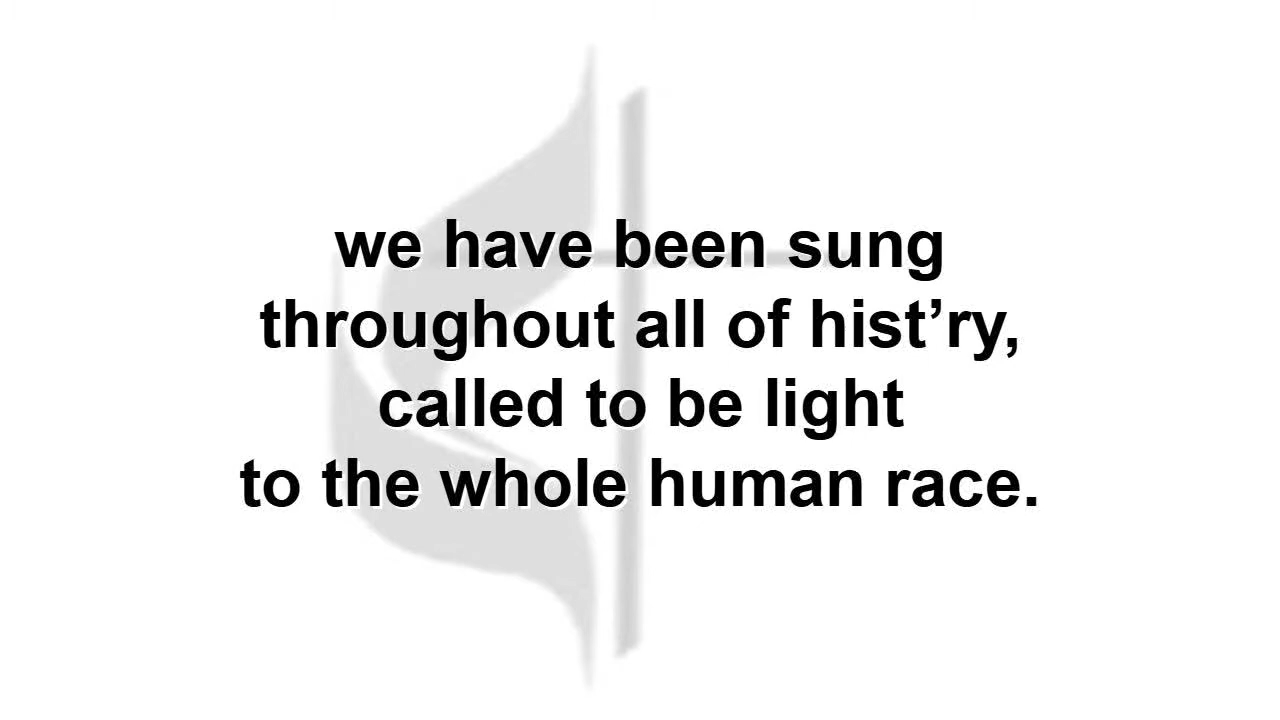 we have been sung
throughout all of hist’ry,
called to be light
to the whole human race.